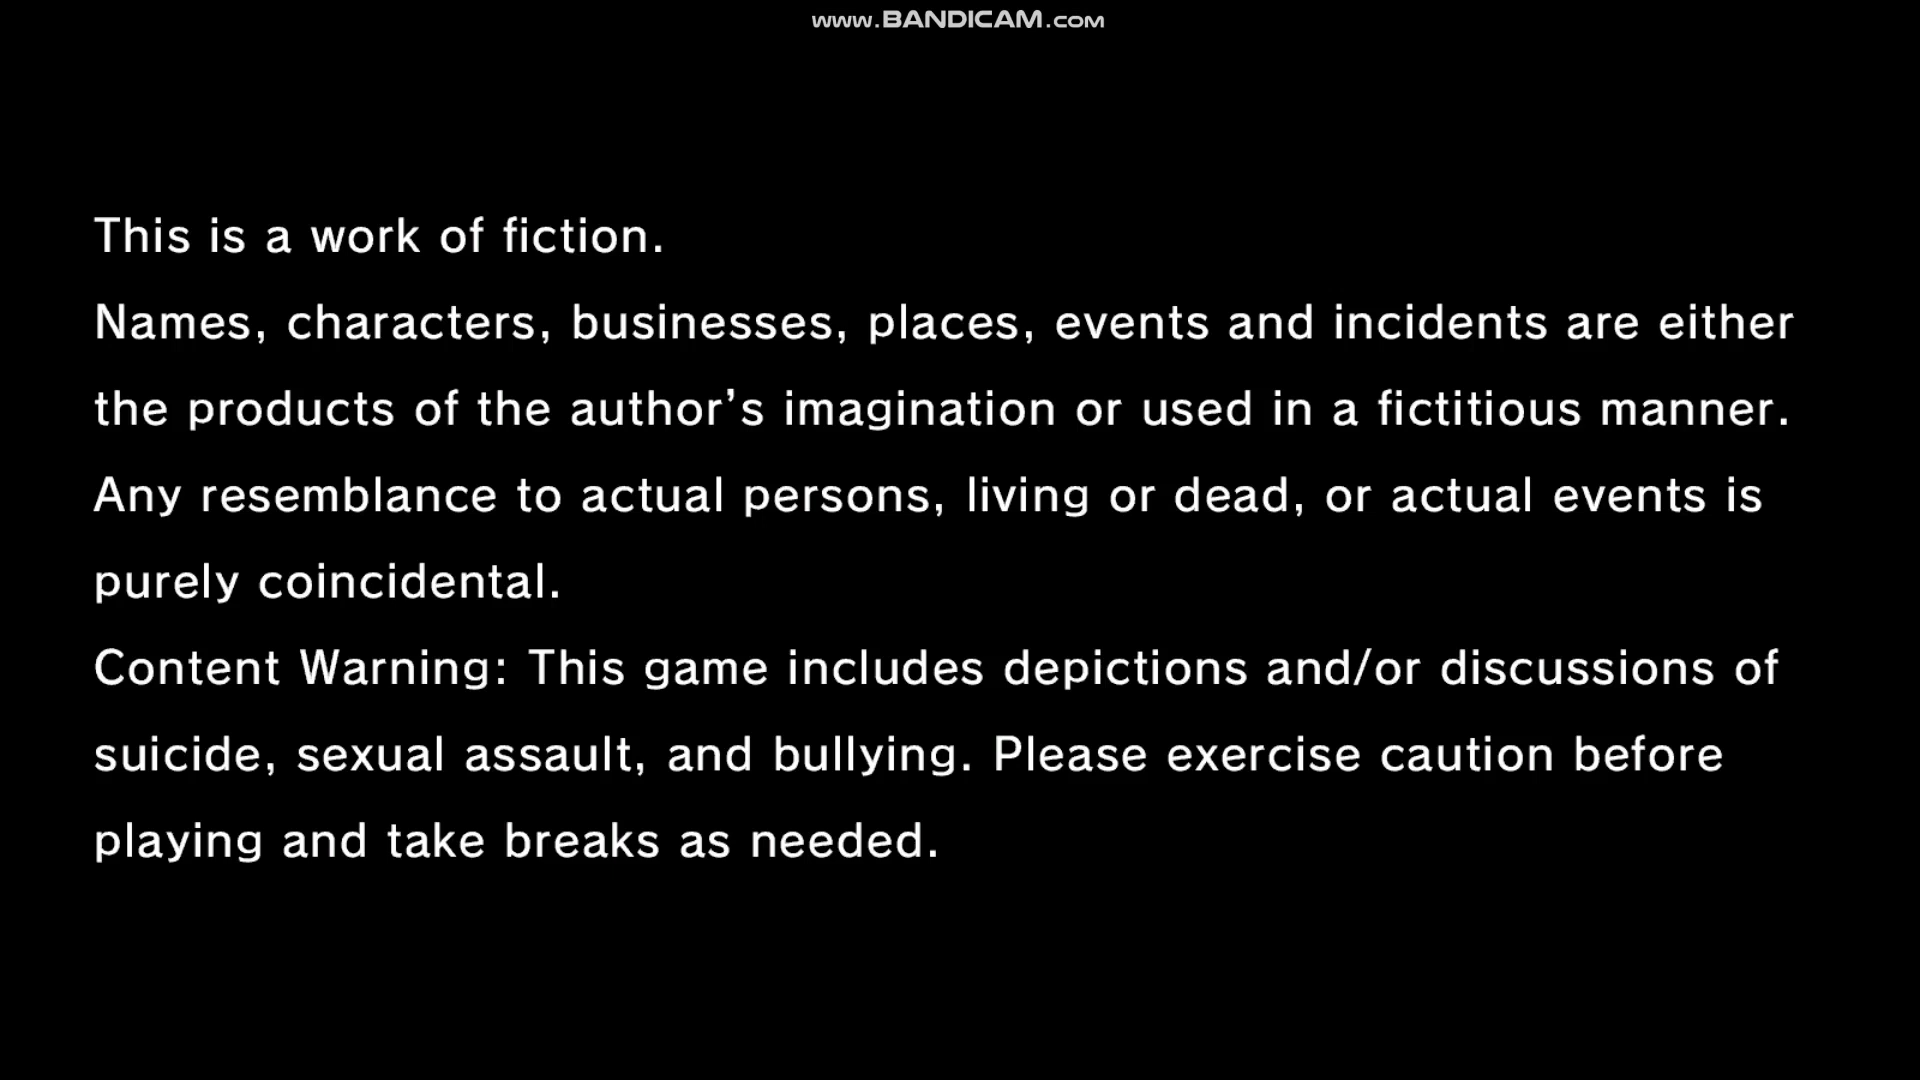 www.BANDICAM.com
This is a work of fiction.
Names, characters, businesses, places, events and incidents are either
the products of the author’s imagination or used in a fictitious manner.
Any resemblance to actual persons, living or dead, or actual events is
purely coincidental.
Content Warning: This game includes depictions and/or discussions of
suicide, sexual assault, and bullying. Please exercise caution before
playing and take breaks as needed.